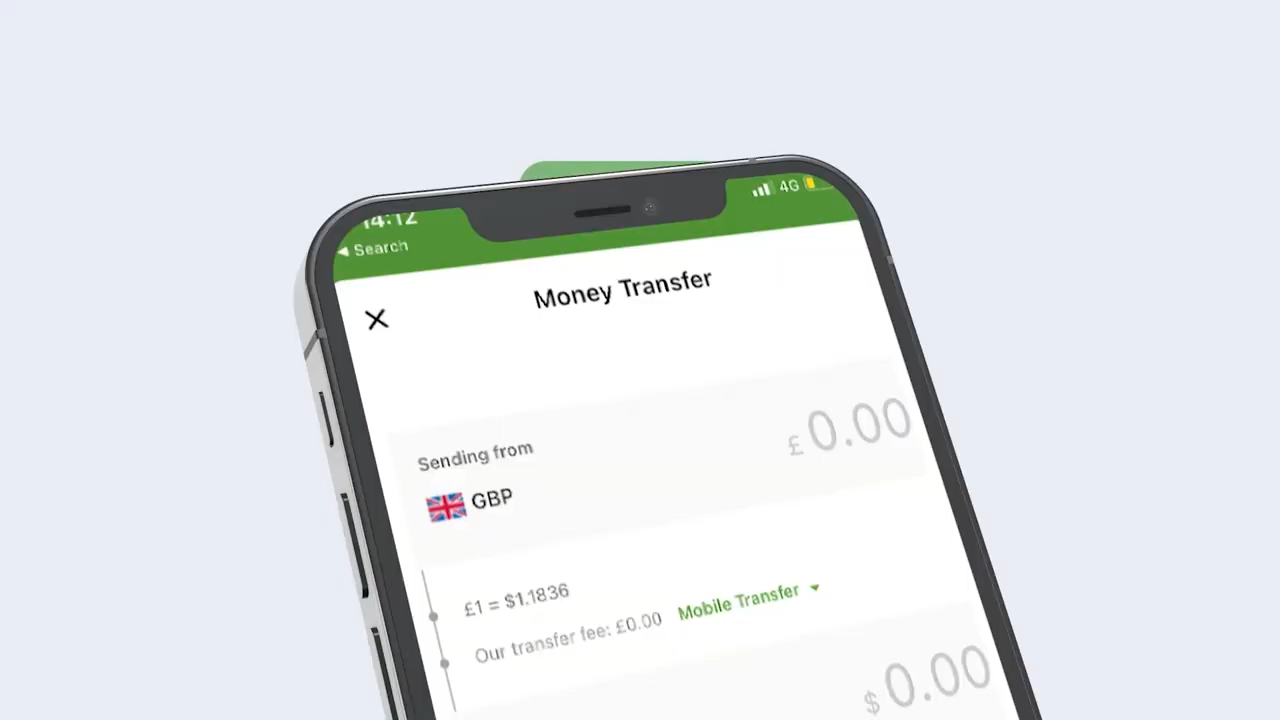 14:12
4G
◀ Search
Money Transfer
Sending from
£ 0.00
GBP
£1 = $1.1836
Our transfer fee: £0.00 Mobile Transfer
$ 0.00